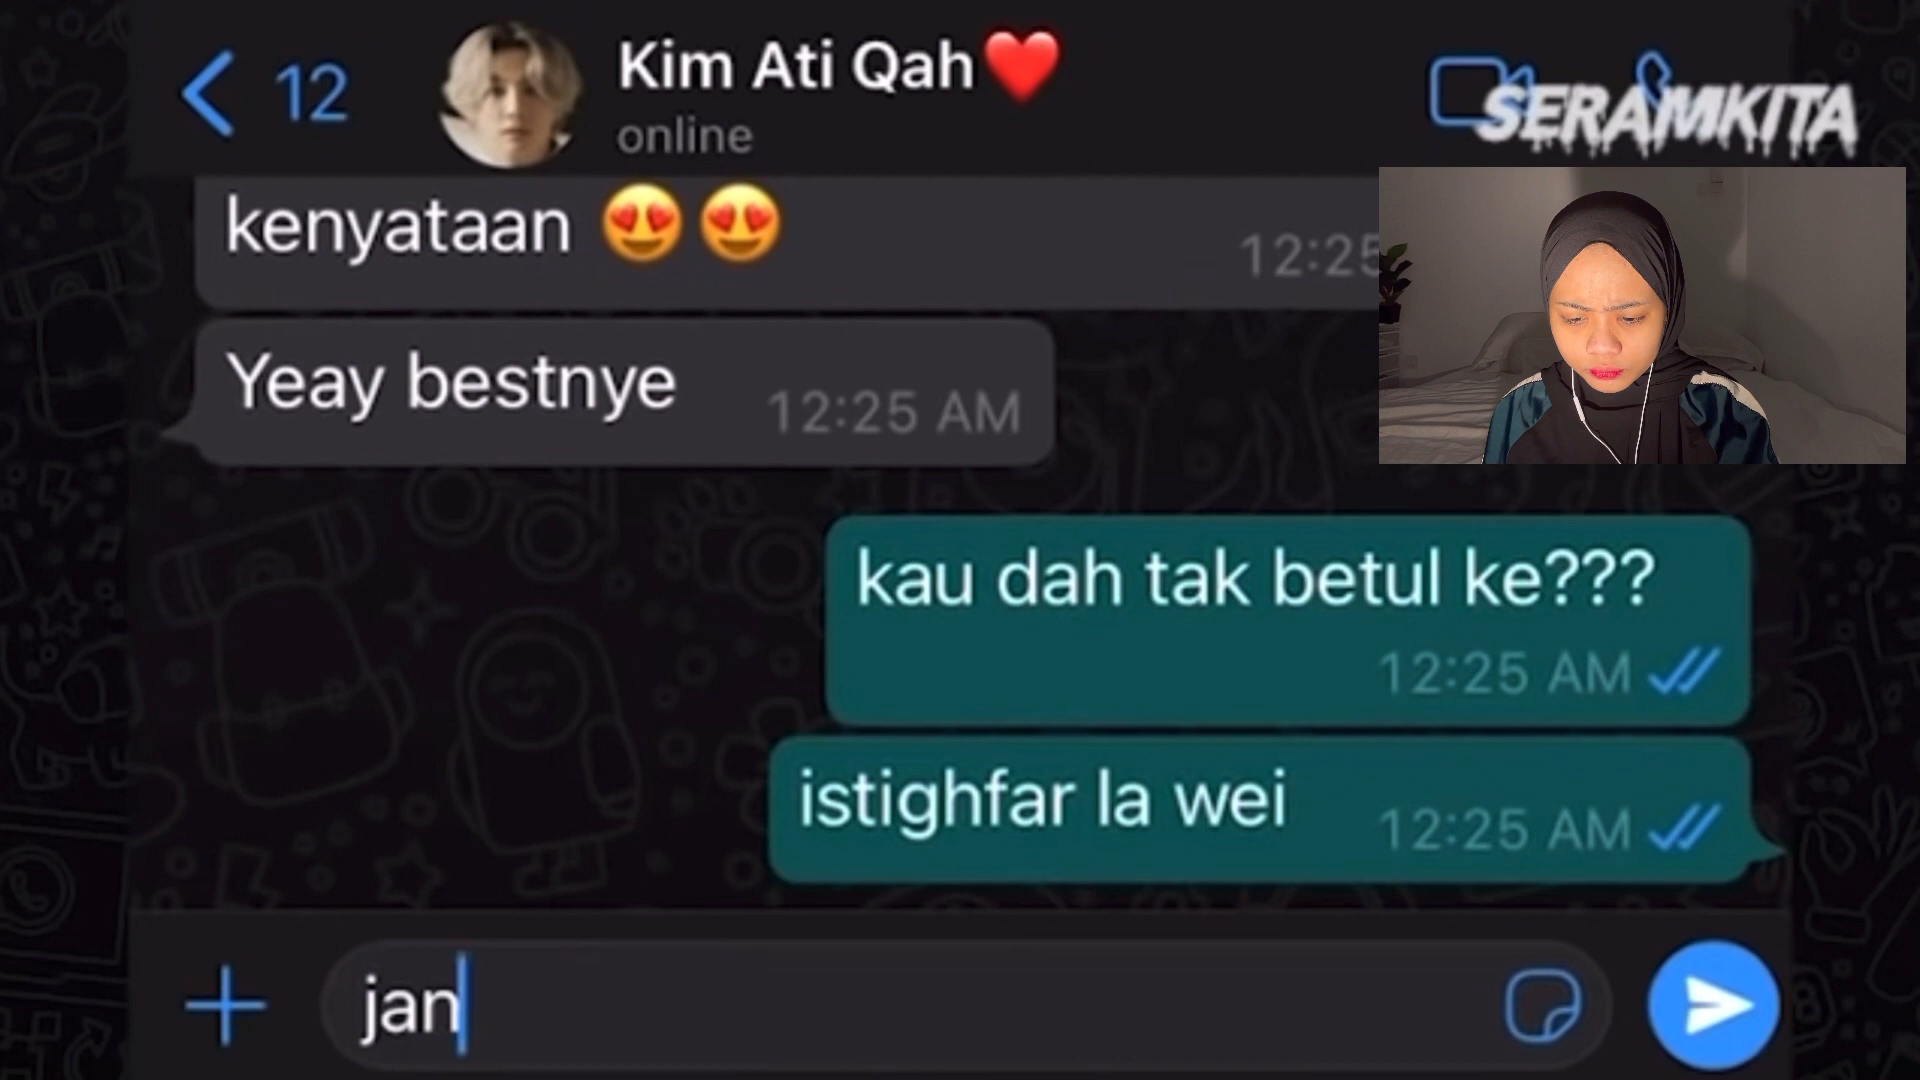 12
Kim Ati Qah❤️
online
SERAMKITA
kenyataan 😍😍
12:25
Yeay bestnye
12:25 AM
kau dah tak betul ke???
12:25 AM
istighfar la wei
12:25 AM
jan